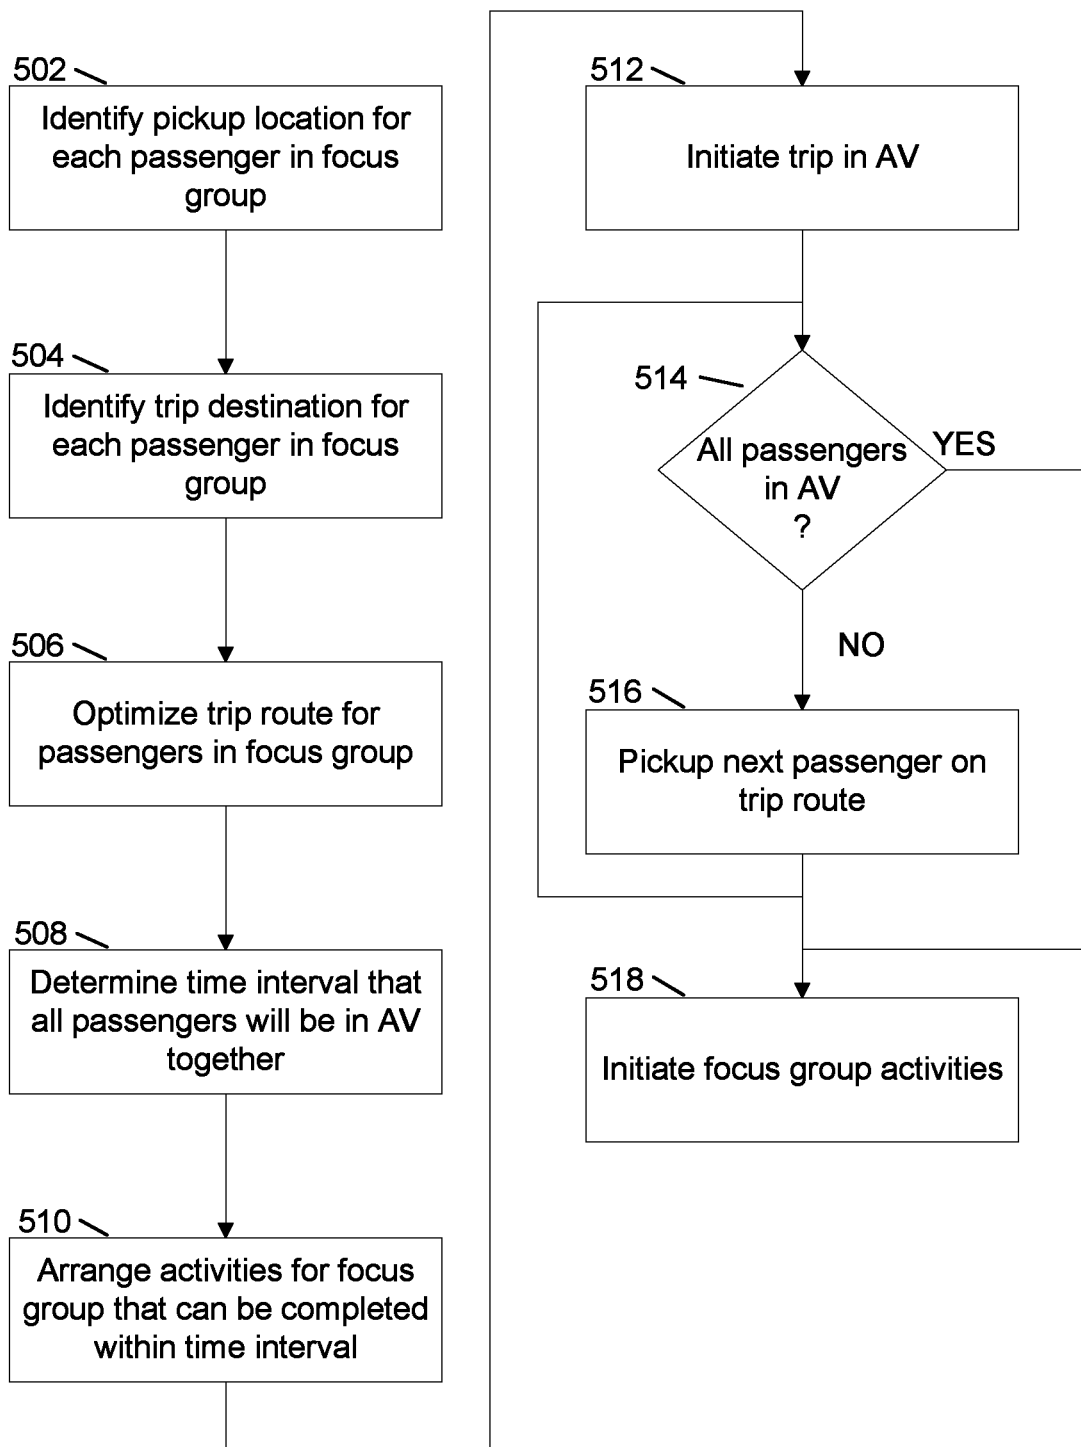 502
Identify pickup location for
each passenger in focus
group
504
Identify trip destination for
each passenger in focus
group
506
Optimize trip route for
passengers in focus group
508
Determine time interval that
all passengers will be in AV
together
510
Arrange activities for focus
group that can be completed
within time interval
512
Initiate trip in AV
514
All passengers
in AV
?
YES
NO
516
Pickup next passenger on
trip route
518
Initiate focus group activities